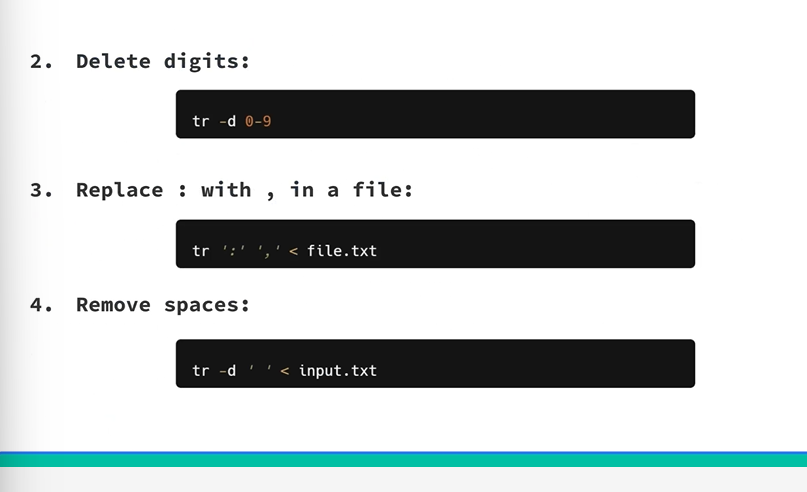 2. Delete digits:
tr -d 0-9
3. Replace : with , in a file:
tr ':' ',' < file.txt
4. Remove spaces:
tr -d ' ' < input.txt